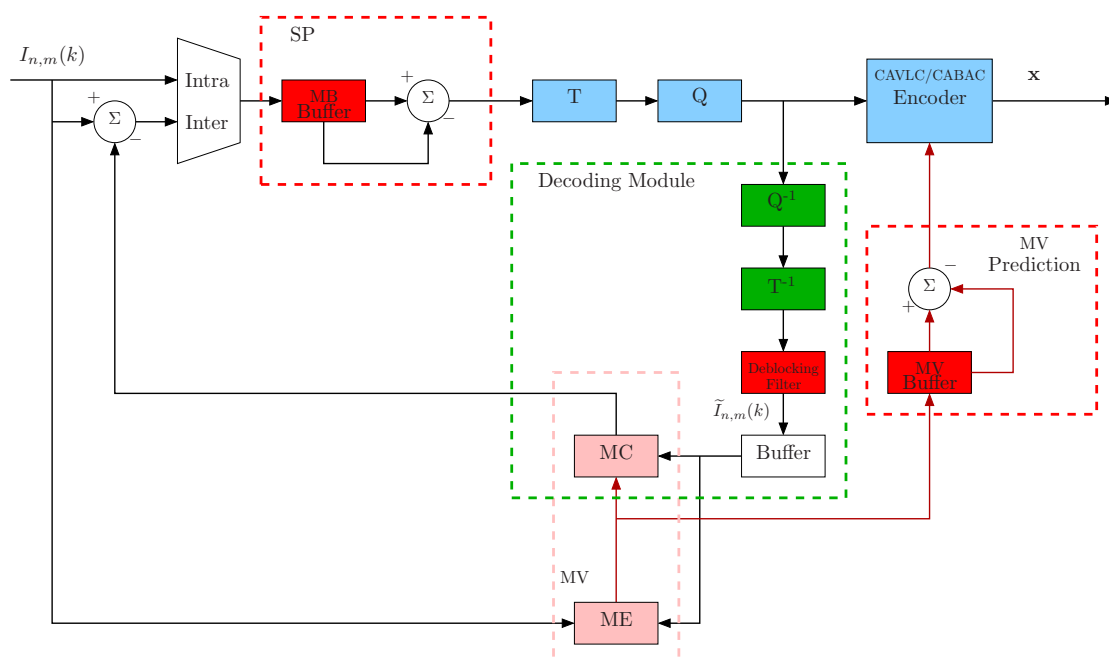 SP
I_{n,m}(k)
Intra
Inter
+
Σ
−
MB
Buffer
+
Σ
−
T
Q
CAVLC/CABAC
Encoder
x
Decoding Module
Q⁻¹
T⁻¹
Deblocking
Filter
Ĩ_{n,m}(k)
Buffer
MC
MV
ME
MV
Prediction
−
Σ
+
MV
Buffer